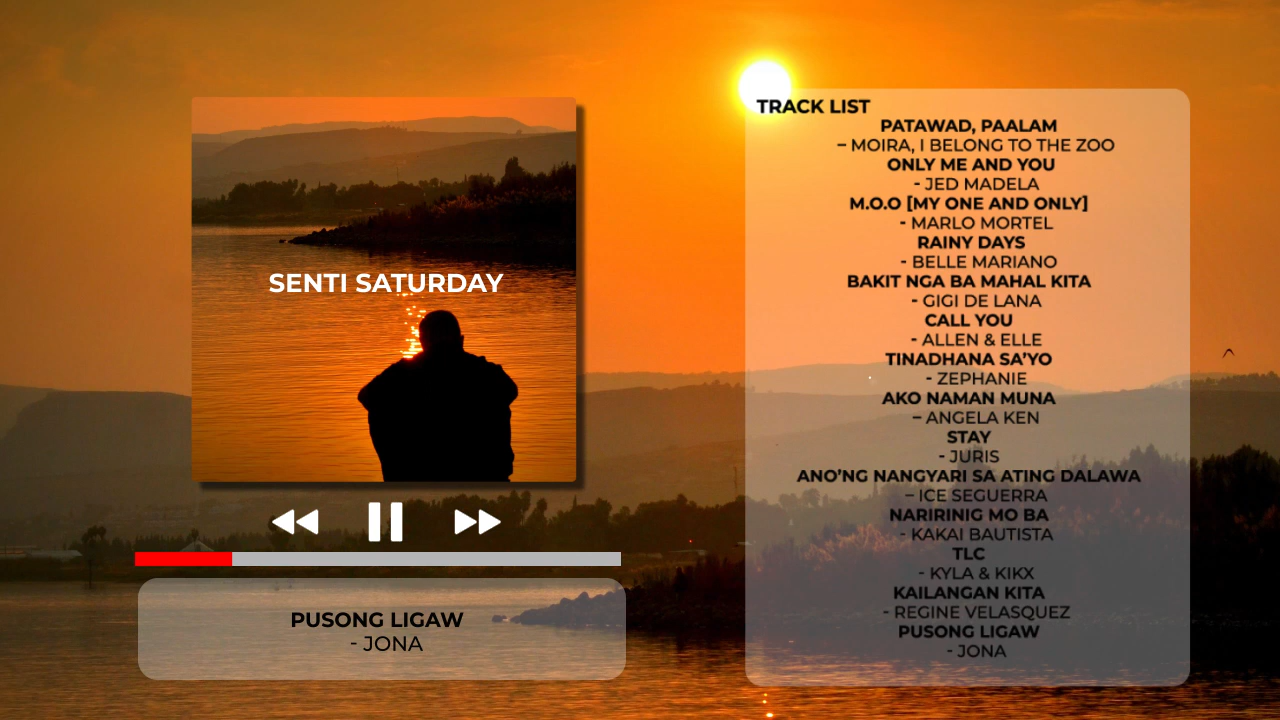 SENTI SATURDAY
PUSONG LIGAW
- JONA
TRACK LIST
PATAWAD, PAALAM
– MOIRA, I BELONG TO THE ZOO
ONLY ME AND YOU
- JED MADELA
M.O.O [MY ONE AND ONLY]
- MARLO MORTEL
RAINY DAYS
- BELLE MARIANO
BAKIT NGA BA MAHAL KITA
- GIGI DE LANA
CALL YOU
- ALLEN & ELLE
TINADHANA SA’YO
- ZEPHANIE
AKO NAMAN MUNA
– ANGELA KEN
STAY
- JURIS
ANO’NG NANGYARI SA ATING DALAWA
– ICE SEGUERRA
NARIRINIG MO BA
- KAKAI BAUTISTA
TLC
- KYLA & KIKX
KAILANGAN KITA
- REGINE VELASQUEZ
PUSONG LIGAW
- JONA